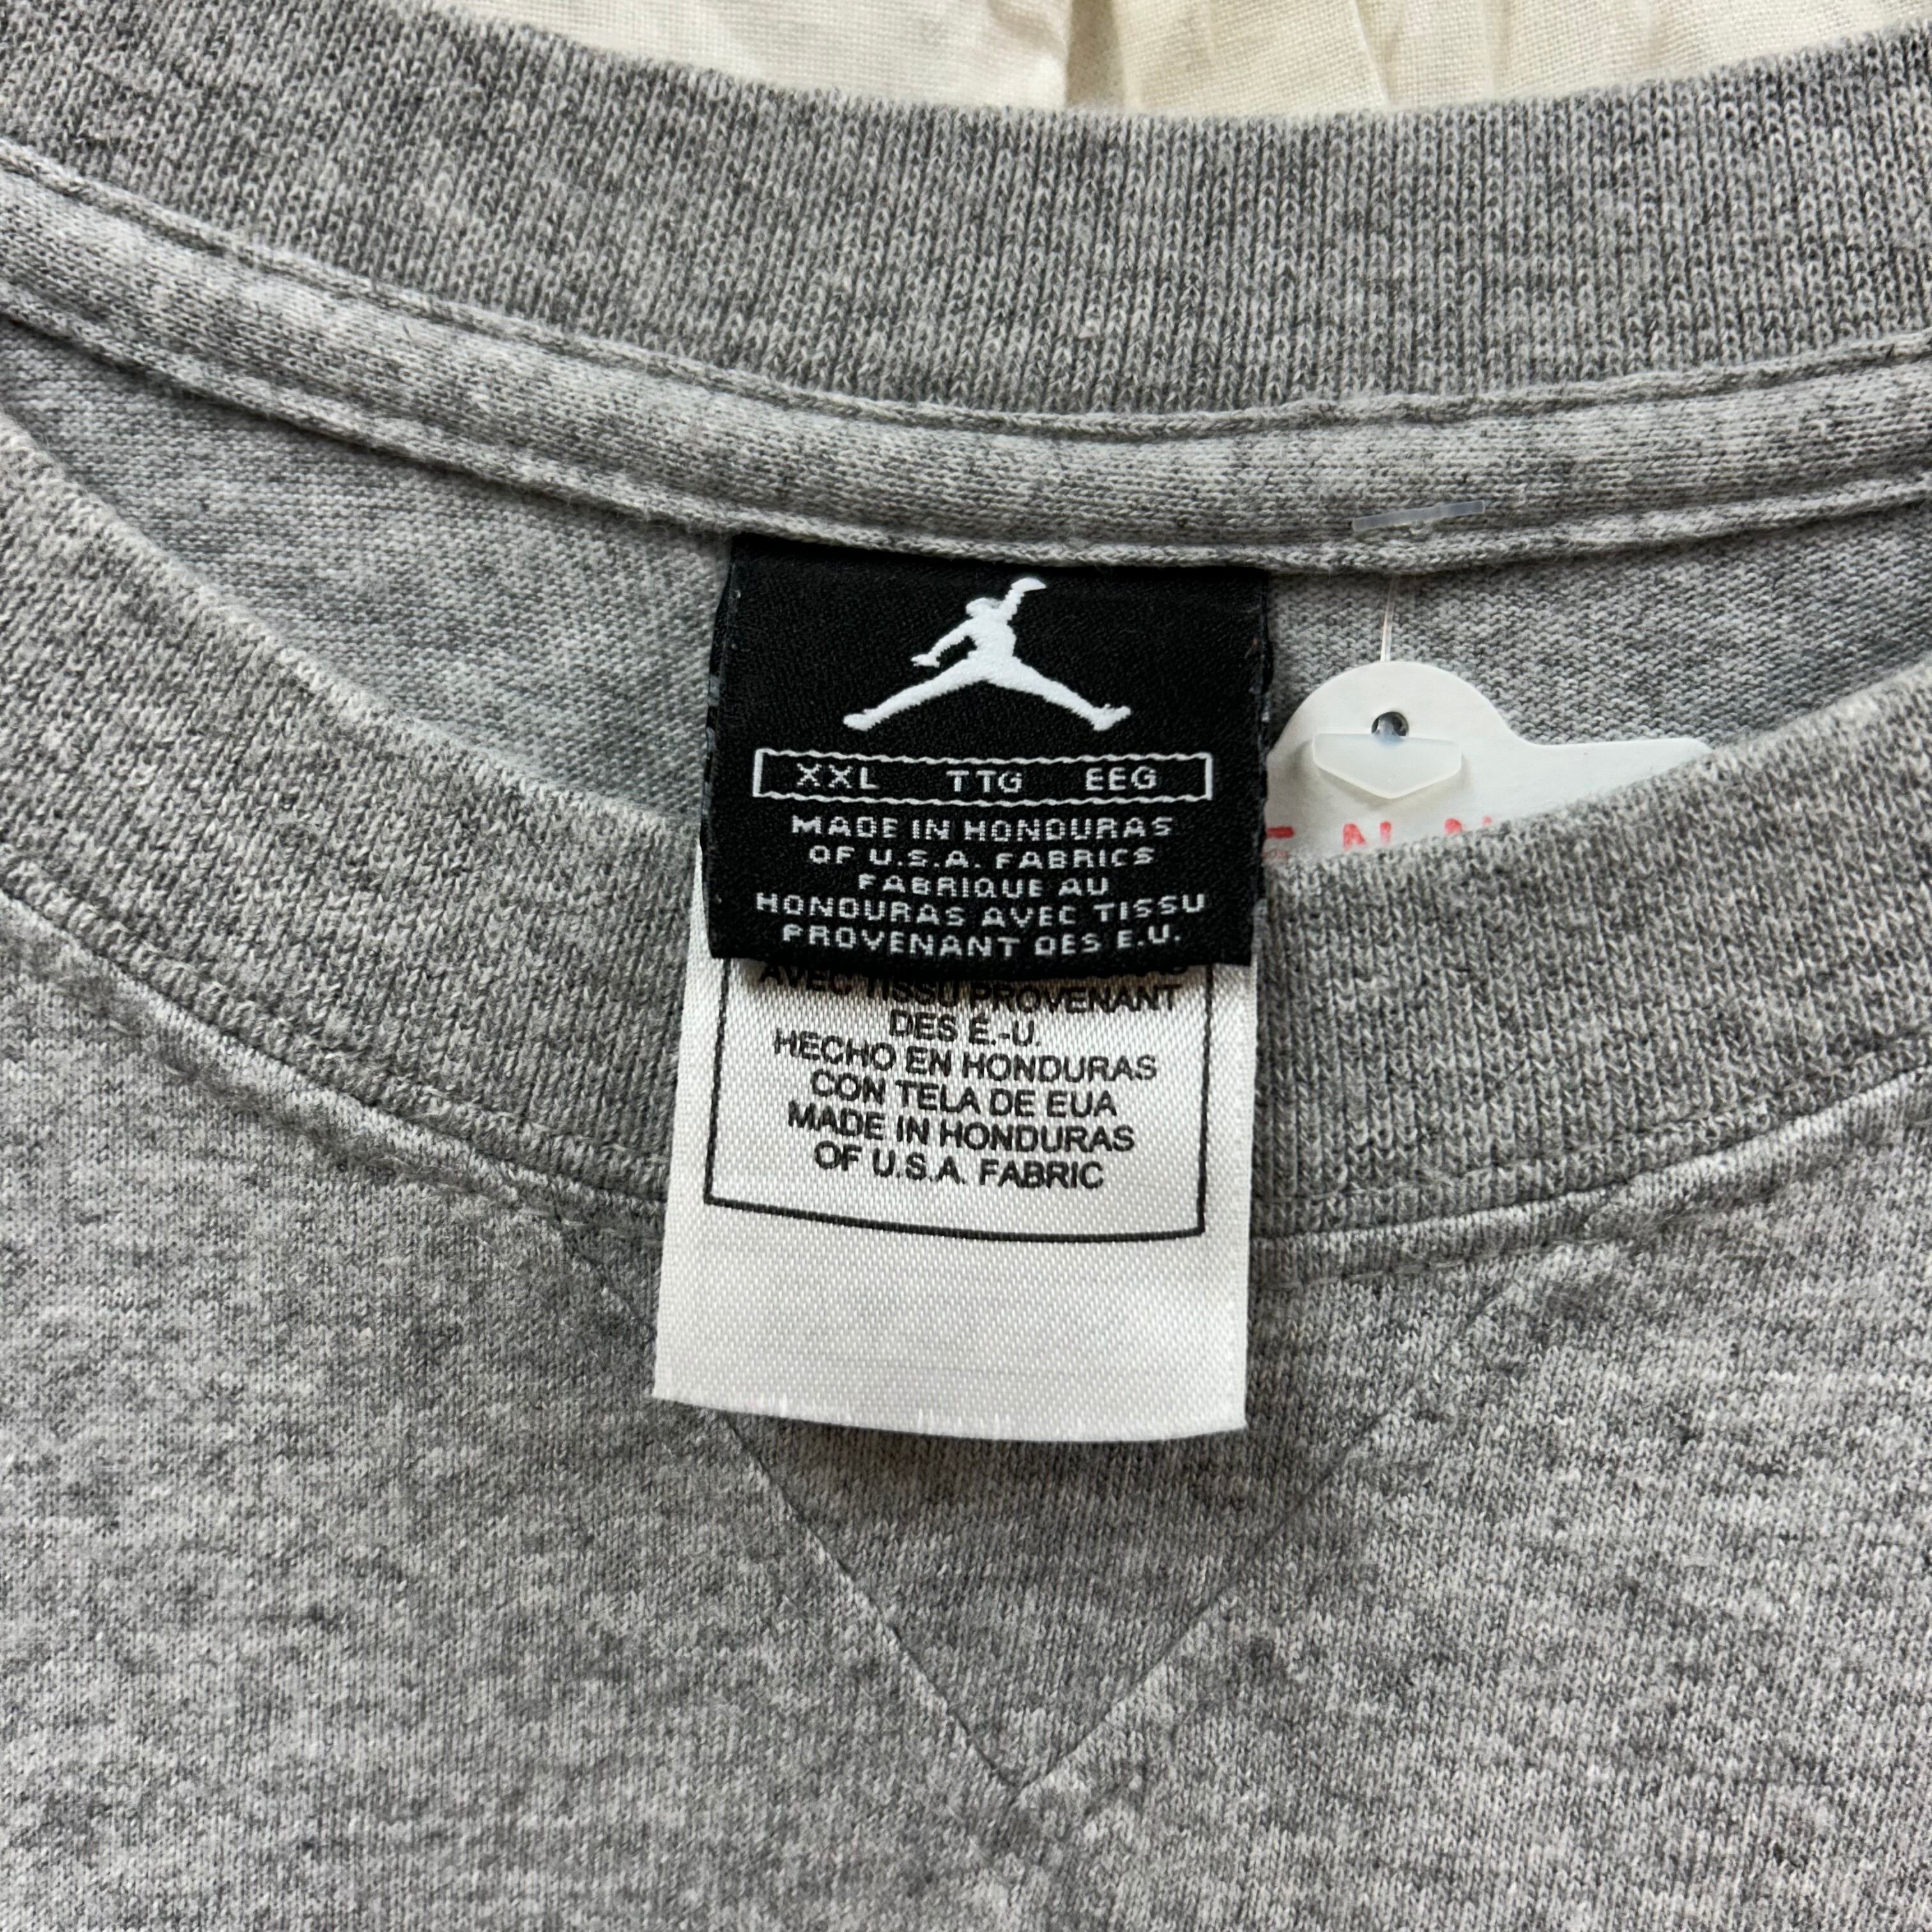 XXL TTG EEG
MADE IN HONDURAS
OF U.S.A. FABRICS
FABRIQUE AU
HONDURAS AVEC TISSU
PROVENANT DES E.U.
AVEC TISSU PROVENANT
DES É.-U.
HECHO EN HONDURAS
CON TELA DE EUA
MADE IN HONDURAS
OF U.S.A. FABRIC